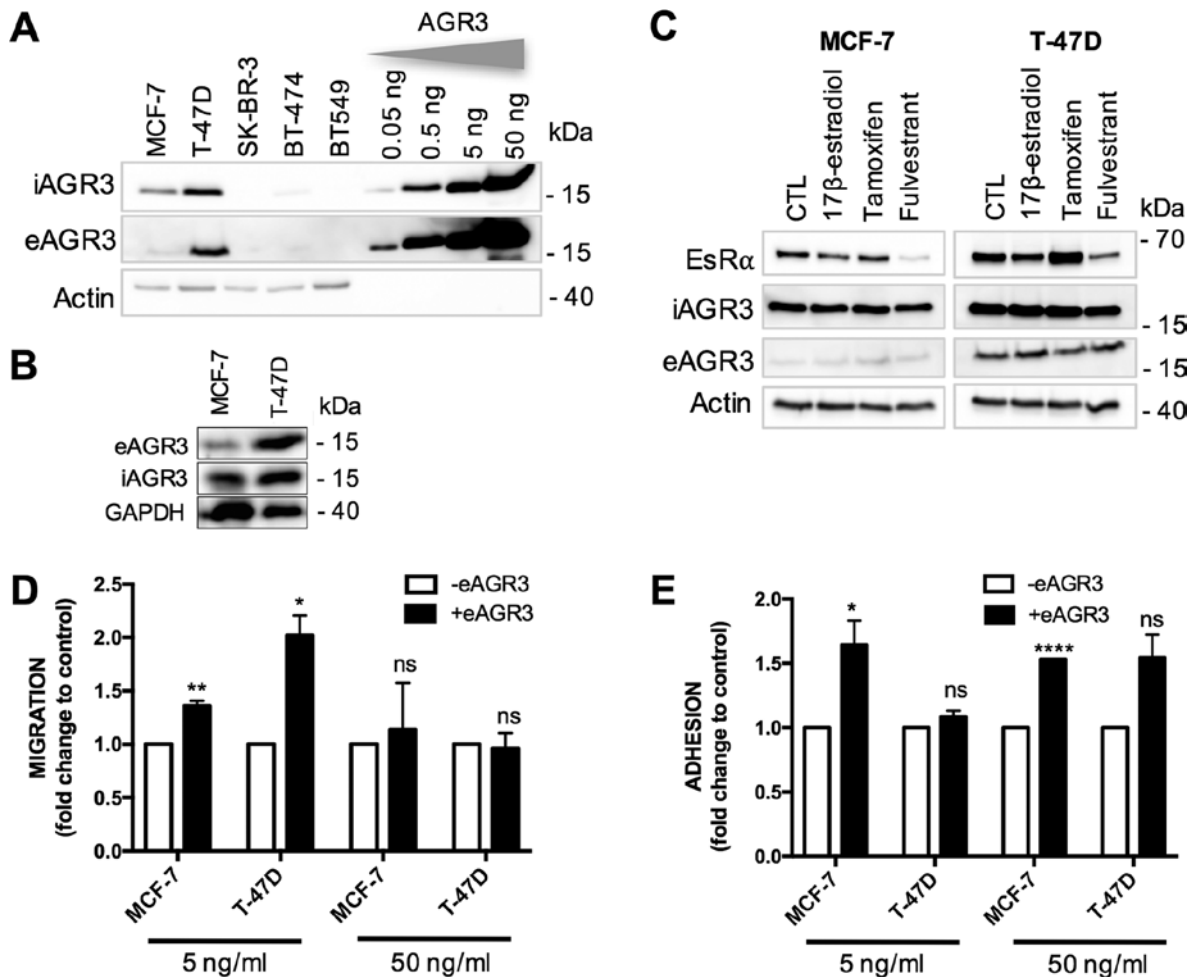 A
AGR3
MCF-7
T-47D
SK-BR-3
BT-474
BT549
0.05 ng
0.5 ng
5 ng
50 ng
kDa
iAGR3
- 15
eAGR3
- 15
Actin
- 40
B
MCF-7
T-47D
kDa
eAGR3
- 15
iAGR3
- 15
GAPDH
- 40
C
MCF-7
T-47D
CTL
17β-estradiol
Tamoxifen
Fulvestrant
CTL
17β-estradiol
Tamoxifen
Fulvestrant
kDa
- 70
EsRα
iAGR3
- 15
eAGR3
- 15
Actin
- 40
D
MIGRATION
(fold change to control)
2.5
2.0
1.5
1.0
0.5
0.0
-eAGR3
+eAGR3
**
*
ns
ns
MCF-7
T-47D
MCF-7
T-47D
5 ng/ml
50 ng/ml
E
ADHESION
(fold change to control)
2.0
1.5
1.0
0.5
0.0
-eAGR3
+eAGR3
*
ns
****
ns
MCF-7
T-47D
MCF-7
T-47D
5 ng/ml
50 ng/ml